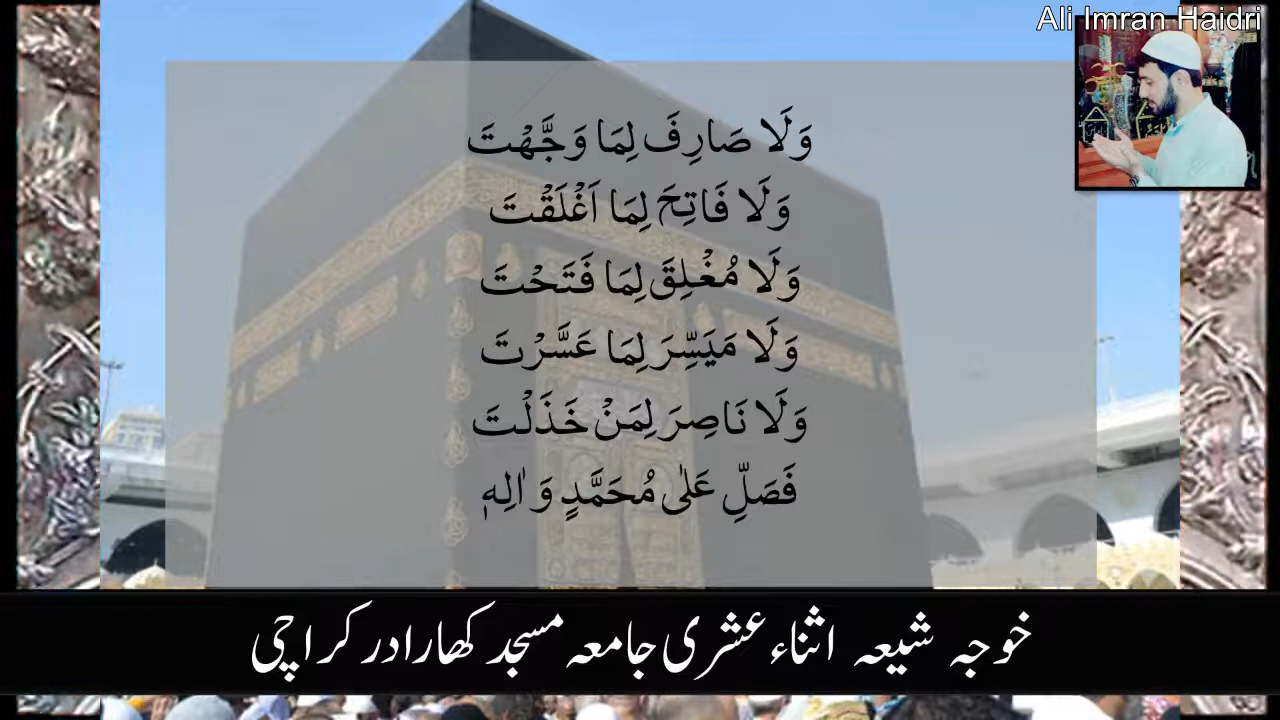 Ali Imran Haidri
وَلَا صَارِفَ لِمَا وَجَّهْتَ
وَلَا فَاتِحَ لِمَا اَغْلَقْتَ
وَلَا مُغْلِقَ لِمَا فَتَحْتَ
وَلَا مَيَسِّرَ لِمَا عَسَّرْتَ
وَلَا نَاصِرَ لِمَنْ خَذَلْتَ
فَصَلِّ عَلٰى مُحَمَّدٍ وَ اٰلِهٖ
خوجہ شیعہ اثناء عشری جامعہ مسجد کھارادر کراچی